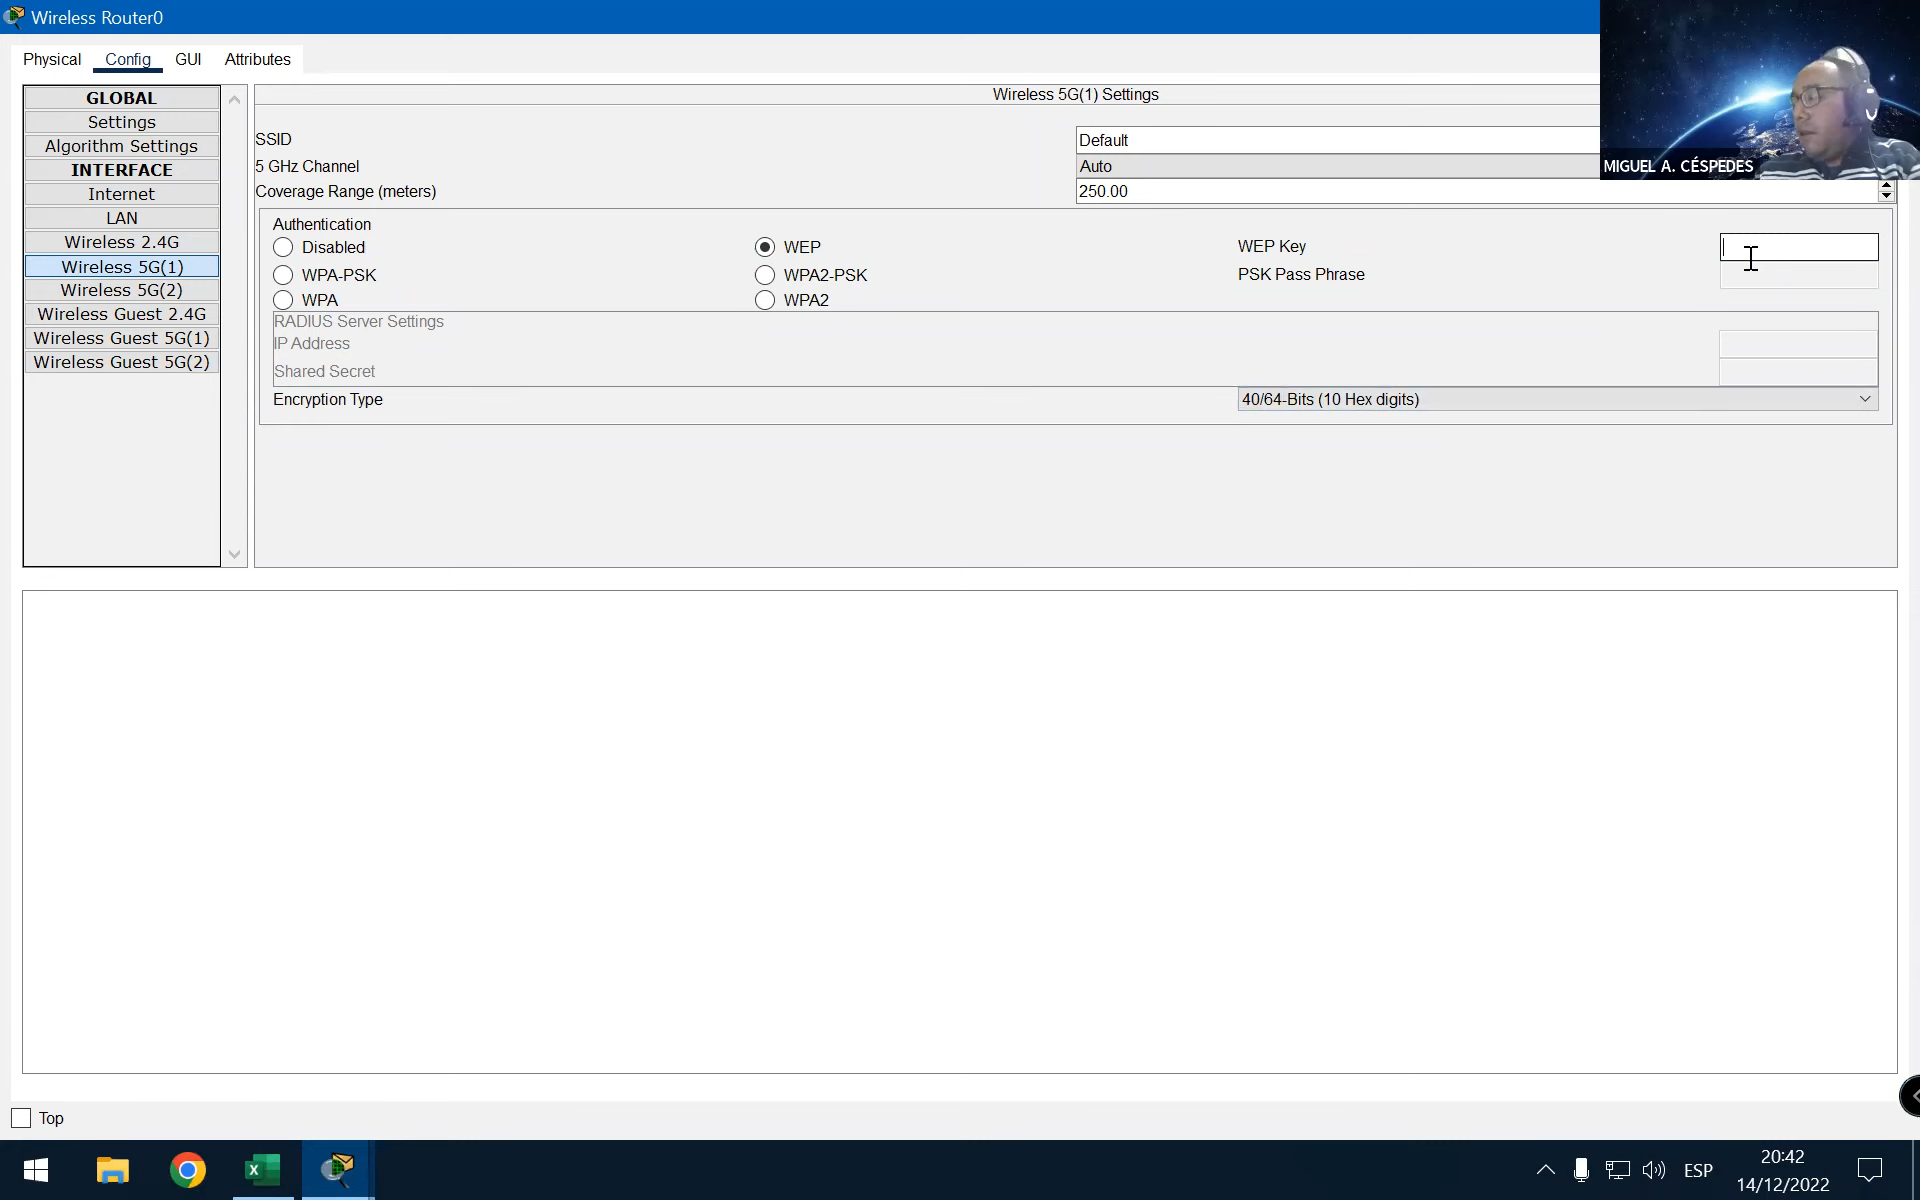 Wireless Router0
Physical Config GUI Attributes
GLOBAL
Settings
Algorithm Settings
INTERFACE
Internet
LAN
Wireless 2.4G
Wireless 5G(1)
Wireless 5G(2)
Wireless Guest 2.4G
Wireless Guest 5G(1)
Wireless Guest 5G(2)
Wireless 5G(1) Settings
SSID Default
5 GHz Channel Auto
Coverage Range (meters) 250.00
Authentication
Disabled WEP WEP Key
WPA-PSK WPA2-PSK PSK Pass Phrase
WPA WPA2
RADIUS Server Settings
IP Address
Shared Secret
Encryption Type 40/64-Bits (10 Hex digits)
MIGUEL A. CÉSPEDES
Top
ESP
20:42
14/12/2022